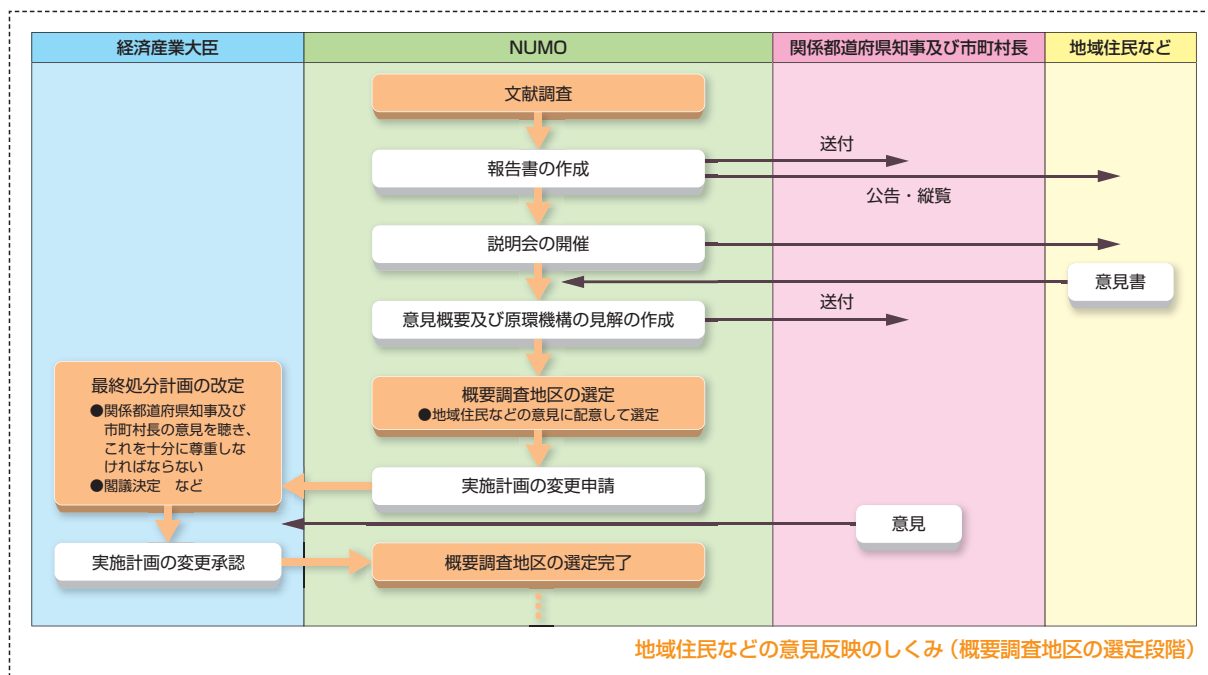 経済産業大臣
NUMO
関係都道府県知事及び市町村長
地域住民など
文献調査
報告書の作成
送付
公告・縦覧
説明会の開催
意見書
意見概要及び原環機構の見解の作成
送付
最終処分計画の改定
●関係都道府県知事及び
市町村長の意見を聴き、
これを十分に尊重しな
ければならない
●閣議決定　など
概要調査地区の選定
●地域住民などの意見に配意して選定
実施計画の変更申請
意見
実施計画の変更承認
概要調査地区の選定完了
地域住民などの意見反映のしくみ（概要調査地区の選定段階）